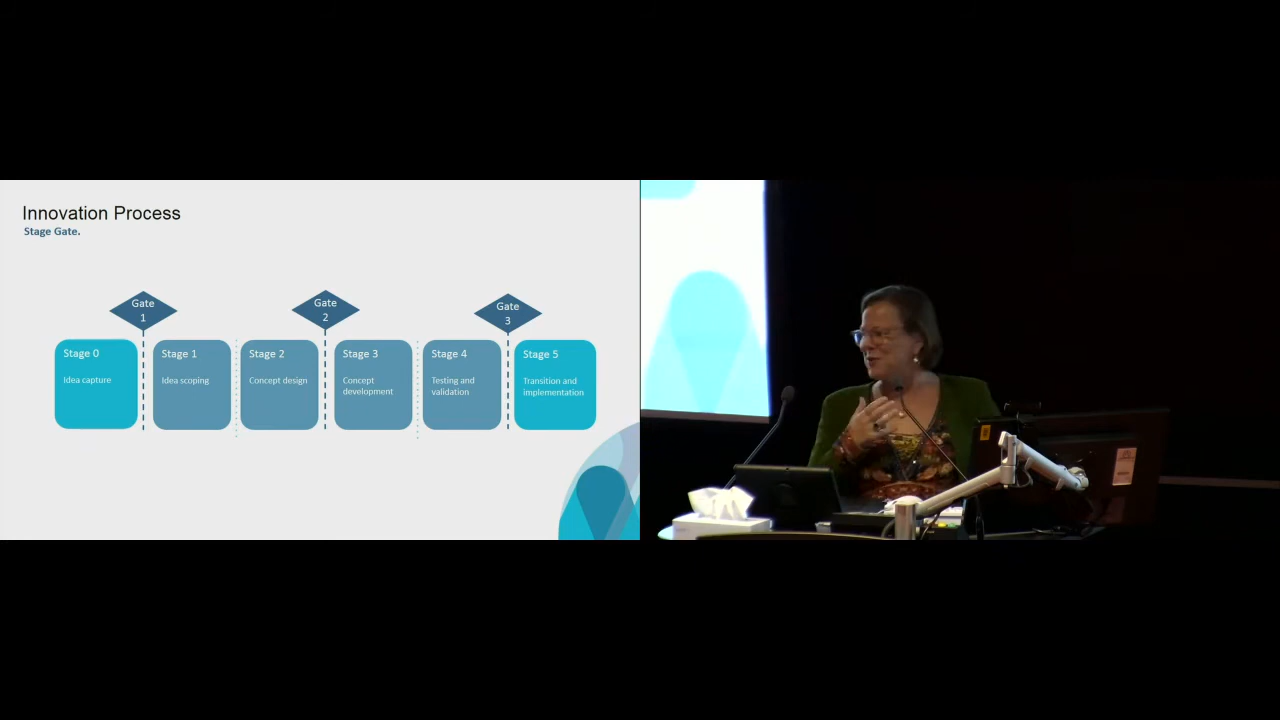 Innovation Process
Stage Gate.
Gate
1
Gate
2
Gate
3
Stage 0
Idea capture
Stage 1
Idea scoping
Stage 2
Concept design
Stage 3
Concept
development
Stage 4
Testing and
validation
Stage 5
Transition and
implementation